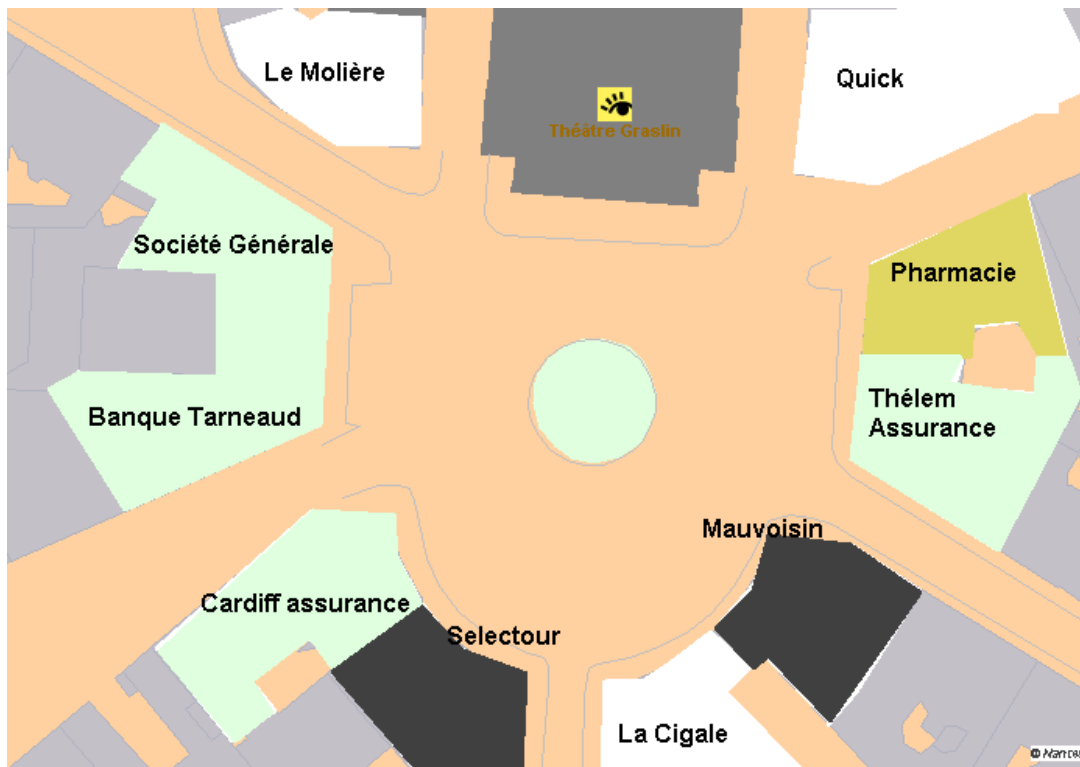 Le Molière
Quick
Théâtre Graslin
Société Générale
Pharmacie
Banque Tarneaud
Thélem
Assurance
Mauvoisin
Cardiff assurance
Selectour
La Cigale